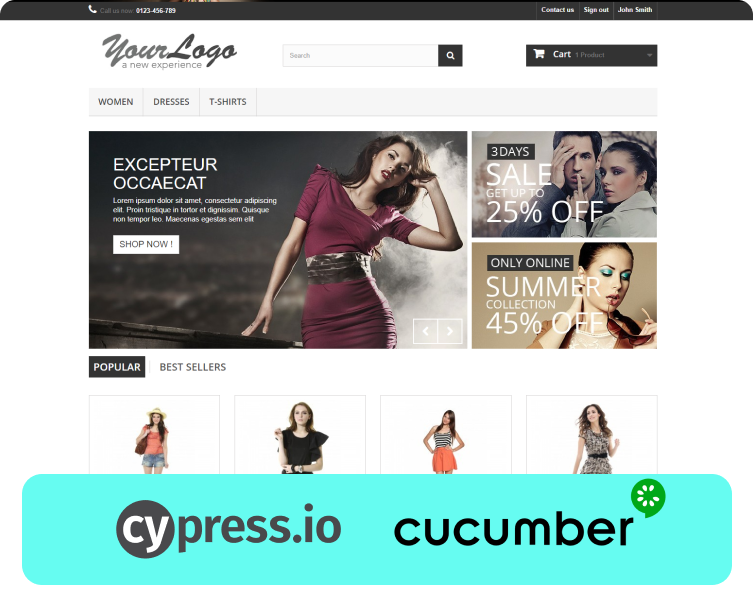 Call us now: 0123-456-789
Contact us
Sign out
John Smith
YourLogo
a new experience
Search
Cart 1 Product
WOMEN
DRESSES
T-SHIRTS
EXCEPTEUR
OCCAECAT
Lorem ipsum dolor sit amet, consectetur adipiscing
elit. Proin tristique in tortor et dignissim. Quisque
non tempor leo. Maecenas egestas sem elit
SHOP NOW !
3DAYS
SALE
GET UP TO
25% OFF
ONLY ONLINE
SUMMER
COLLECTION
45% OFF
POPULAR
BEST SELLERS
cypress.io
cucumber